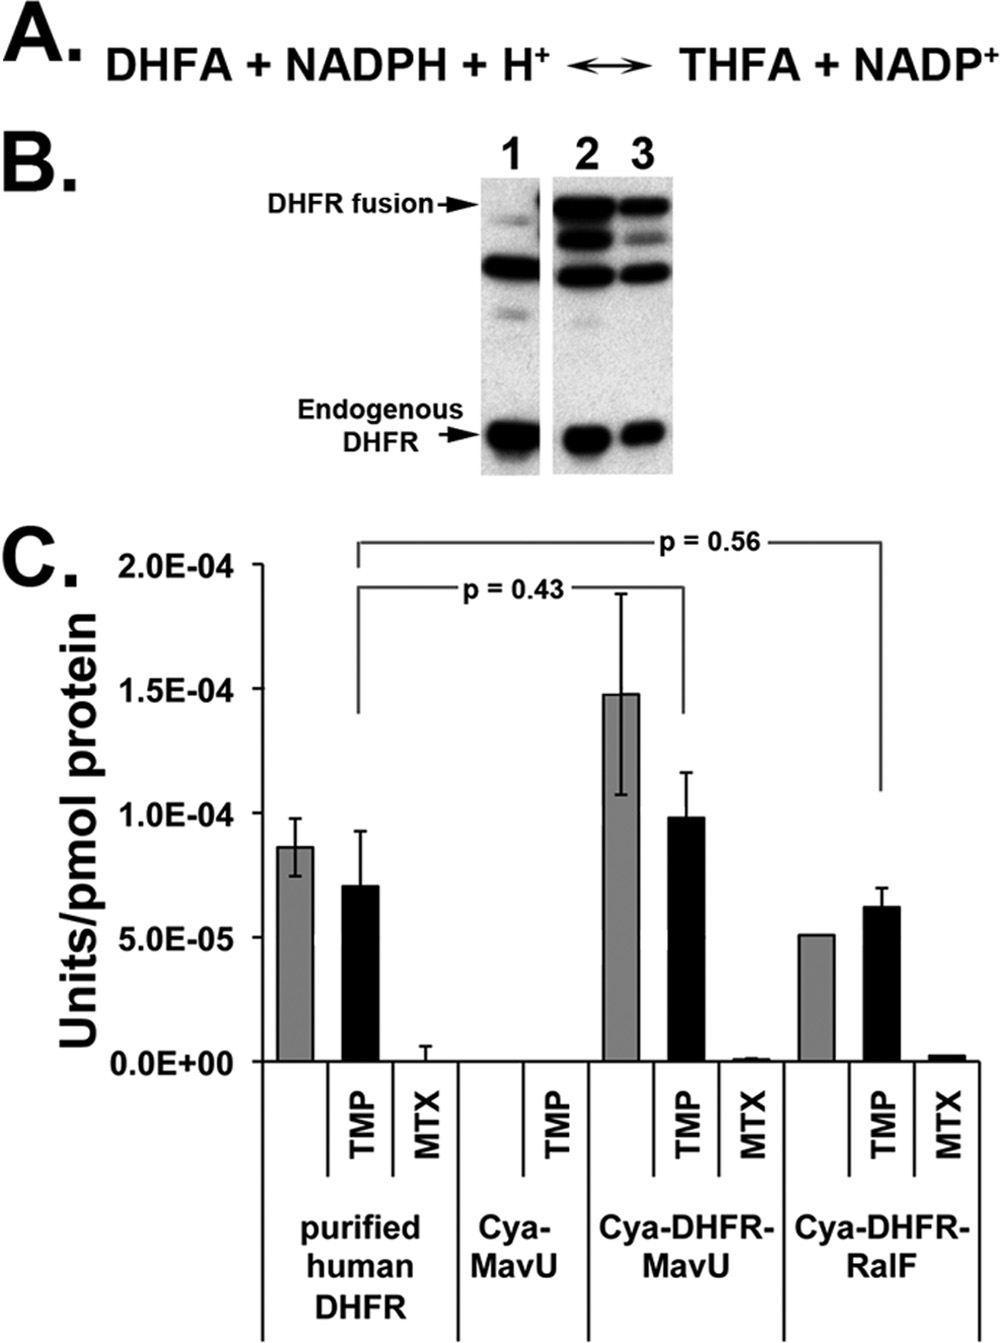 A.
DHFA + NADPH + H⁺ ↔ THFA + NADP⁺
B.
1 2 3
DHFR fusion
Endogenous
DHFR
C.
p = 0.56
p = 0.43
Units/pmol protein
2.0E-04
1.5E-04
1.0E-04
5.0E-05
0.0E+00
TMP
MTX
TMP
TMP
MTX
TMP
MTX
purified
human
DHFR
Cya-
MavU
Cya-DHFR-
MavU
Cya-DHFR-
RalF